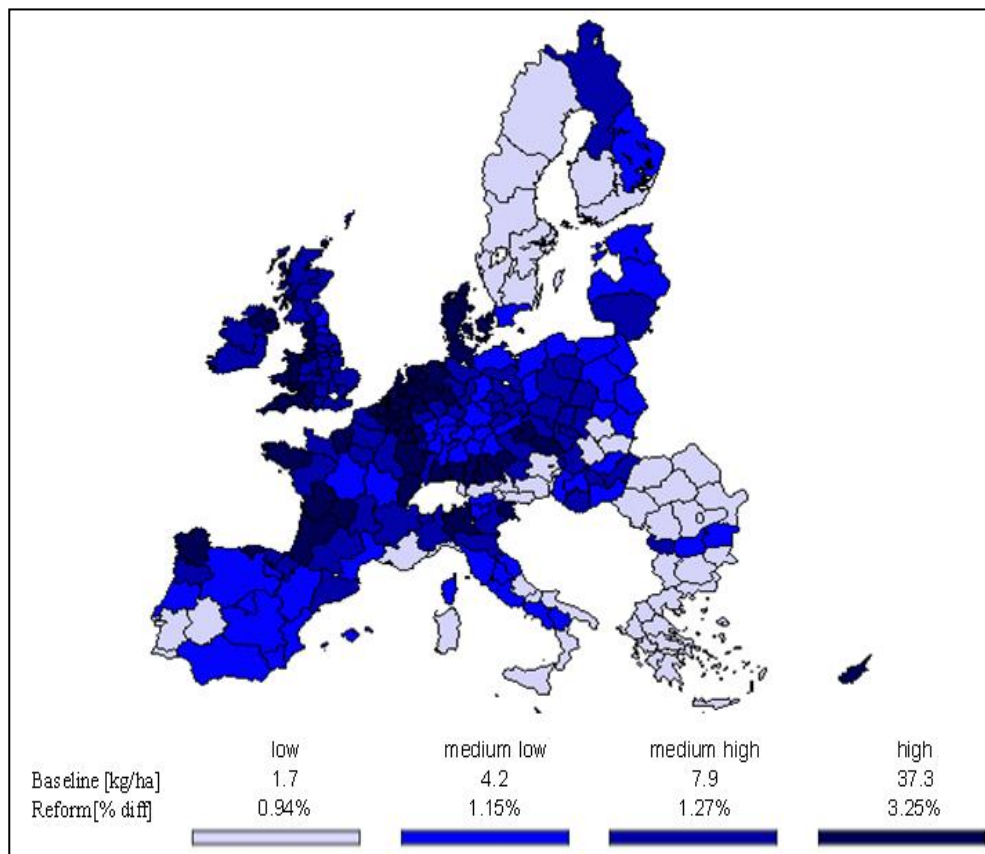 low medium low medium high high
Baseline [kg/ha] 1.7 4.2 7.9 37.3
Reform[% diff] 0.94% 1.15% 1.27% 3.25%